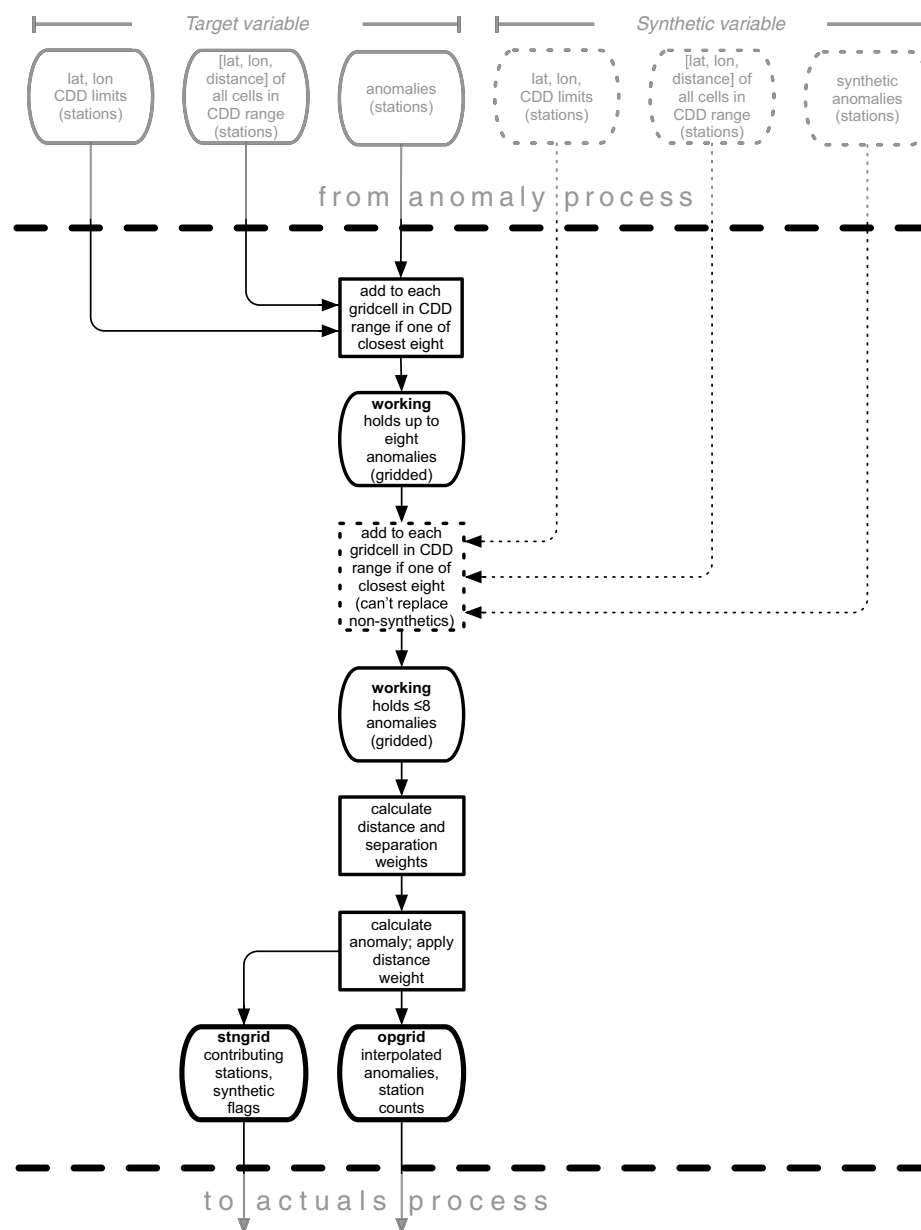 Target variable
Synthetic variable
lat, lon
CDD limits
(stations)
[lat, lon,
distance] of
all cells in
CDD range
(stations)
anomalies
(stations)
lat, lon,
CDD limits
(stations)
[lat, lon,
distance] of
all cells in
CDD range
(stations)
synthetic
anomalies
(stations)
from anomaly process
add to each
gridcell in CDD
range if one of
closest eight
working
holds up to
eight
anomalies
(gridded)
add to each
gridcell in CDD
range if one of
closest eight
(can't replace
non-synthetics)
working
holds ≤8
anomalies
(gridded)
calculate
distance and
separation
weights
calculate
anomaly; apply
distance
weight
stngrid
contributing
stations,
synthetic
flags
opgrid
interpolated
anomalies,
station
counts
to actuals process